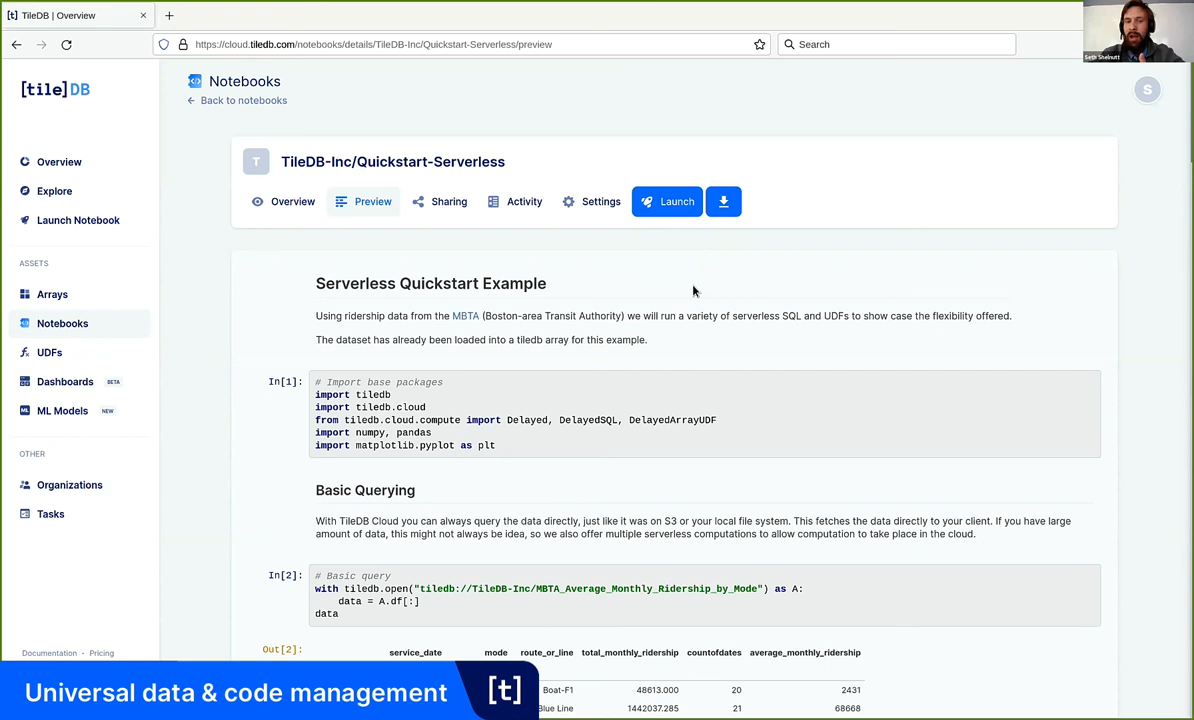 [t] TileDB | Overview
https://cloud.tiledb.com/notebooks/details/TileDB-Inc/Quickstart-Serverless/preview
Search
Seth Shelnutt
[tile]DB
Notebooks
Back to notebooks
S
Overview
Explore
Launch Notebook
ASSETS
Arrays
Notebooks
UFDs
Dashboards BETA
ML Models NEW
OTHER
Organizations
Tasks
Documentation · Pricing
T TileDB-Inc/Quickstart-Serverless
Overview Preview Sharing Activity Settings Launch
Serverless Quickstart Example
Using ridership data from the MBTA (Boston-area Transit Authority) we will run a variety of serverless SQL and UDFs to show case the flexibility offered.
The dataset has already been loaded into a tiledb array for this example.
In[1]:
# Import base packages
import tiledb
import tiledb.cloud
from tiledb.cloud.compute import Delayed, DelayedSQL, DelayedArrayUDF
import numpy, pandas
import matplotlib.pyplot as plt
Basic Querying
With TileDB Cloud you can always query the data directly, just like it was on S3 or your local file system. This fetches the data directly to your client. If you have large
amount of data, this might not always be idea, so we also offer multiple serverless computations to allow computation to take place in the cloud.
In[2]:
# Basic query
with tiledb.open("tiledb://TileDB-Inc/MBTA_Average_Monthly_Ridership_by_Mode") as A:
data = A.df[:]
data
Out[2]:
service_date mode route_or_line total_monthly_ridership countofdates average_monthly_ridership
Boat-F1 48613.000 20 2431
Blue Line 1442037.285 21 68668
Universal data & code management [t]